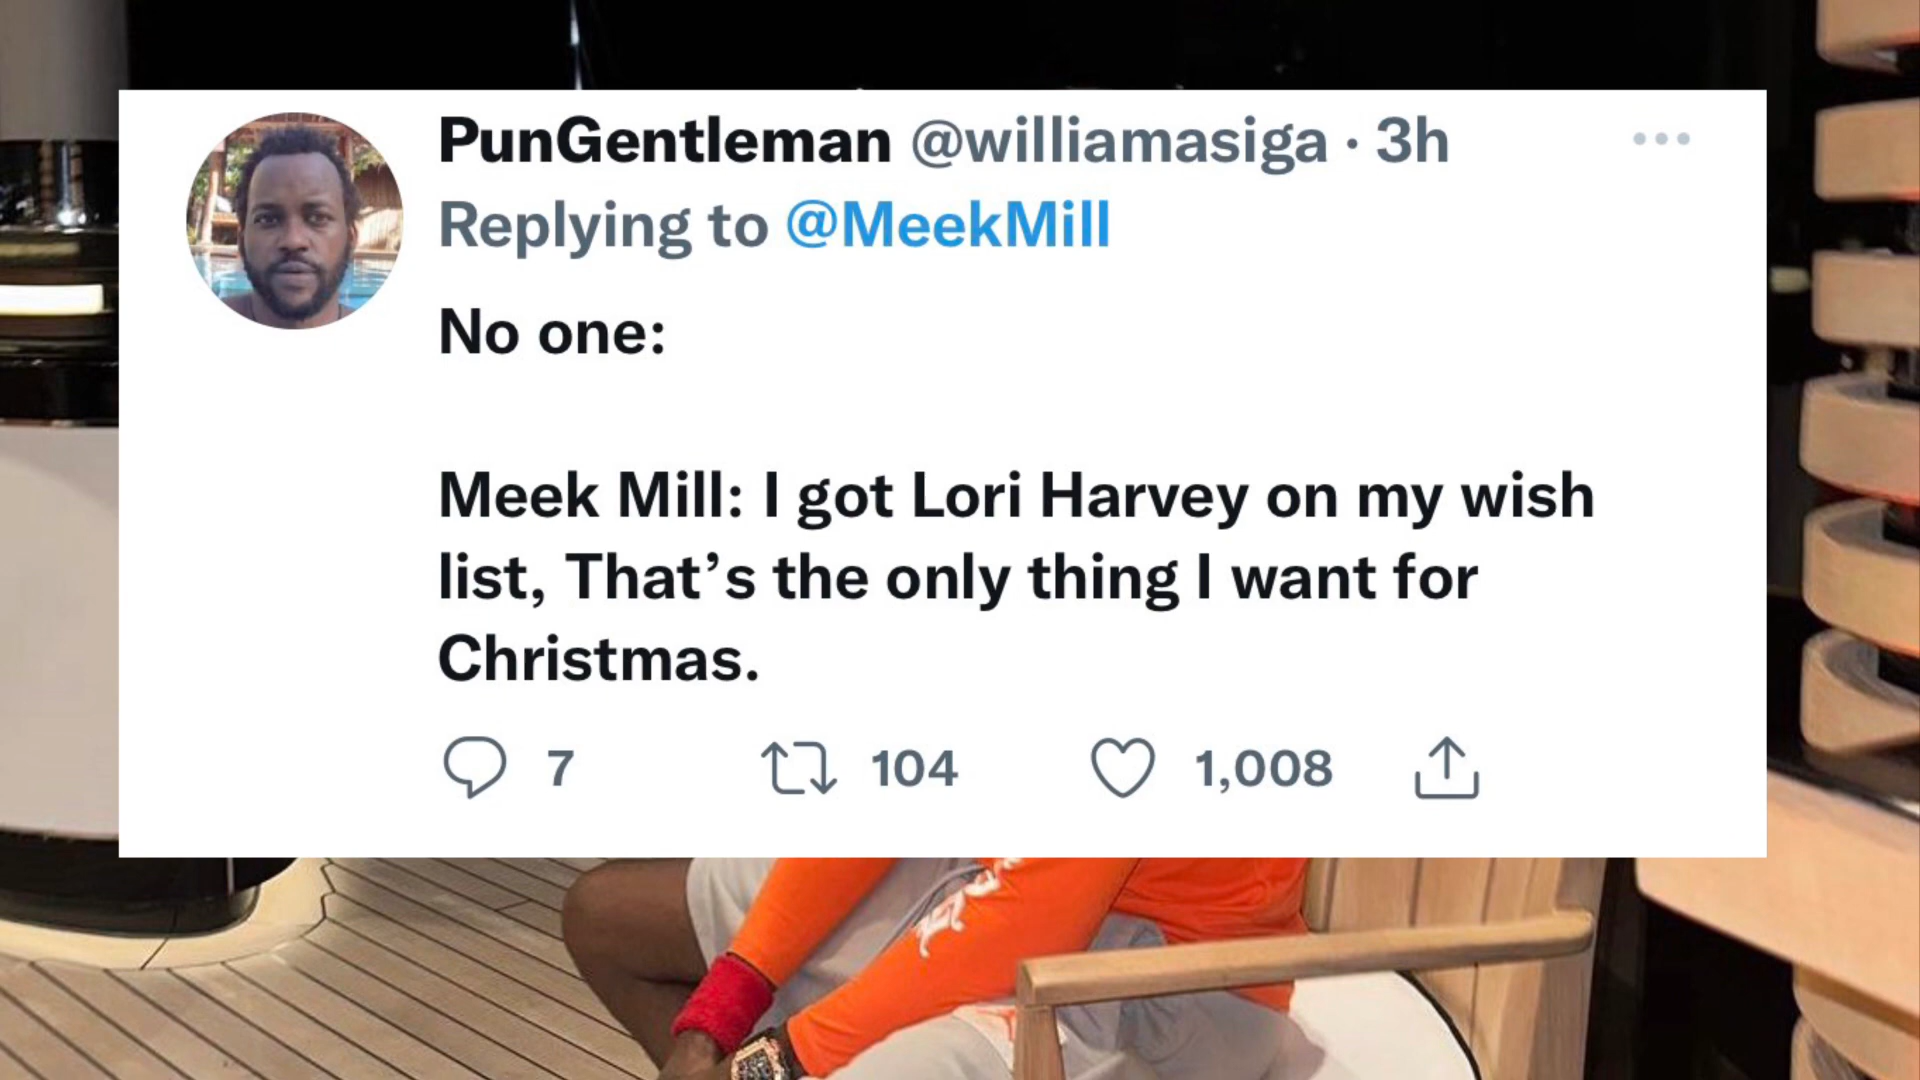 PunGentleman @williamasiga · 3h
Replying to @MeekMill
No one:
Meek Mill: I got Lori Harvey on my wish
list, That’s the only thing I want for
Christmas.
7 104 1,008